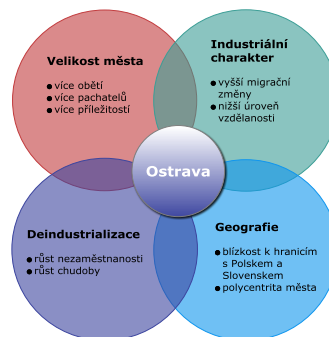 Velikost města
● více obětí
● více pachatelů
● více příležitostí
Industriální
charakter
● vyšší migrační
změny
● nižší úroveň
vzdělanosti
Ostrava
Deindustrializace
● růst nezaměstnanosti
● růst chudoby
Geografie
● blízkost k hranicím
s Polskem a
Slovenskem
● polycentrita města